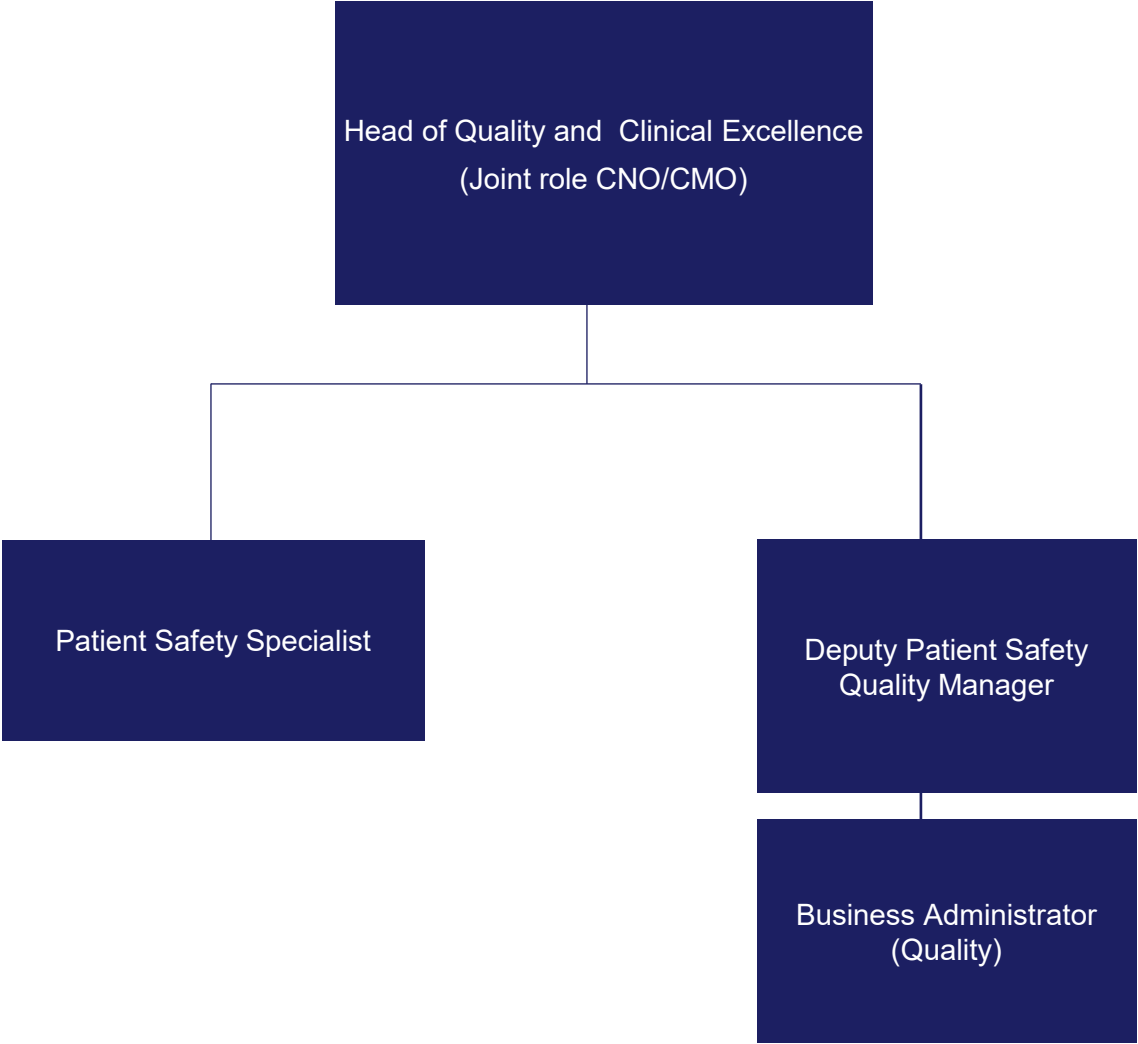 Head of Quality and  Clinical Excellence
(Joint role CNO/CMO)
Patient Safety Specialist
Deputy Patient Safety
Quality Manager
Business Administrator
(Quality)